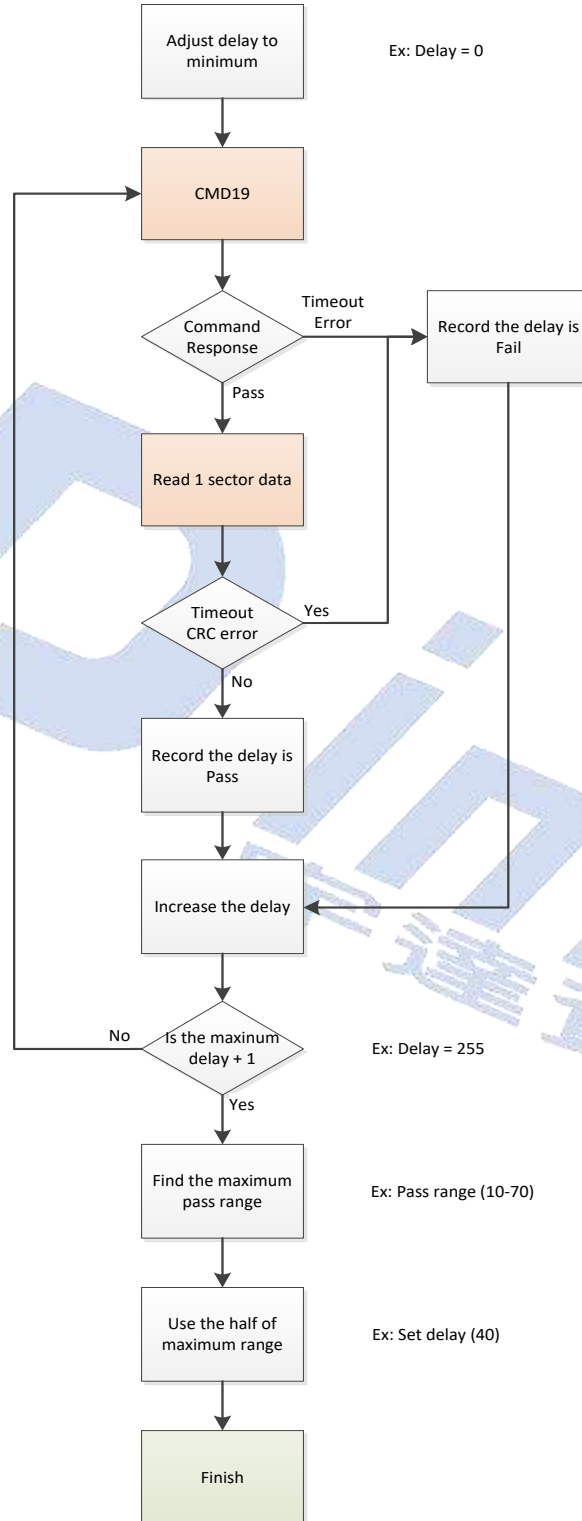 Adjust delay to
minimum
Ex: Delay = 0
CMD19
Command
Response
Timeout
Error
Record the delay is
Fail
Pass
Read 1 sector data
Timeout
CRC error
Yes
No
Record the delay is
Pass
Increase the delay
Is the maxinum
delay + 1
No
Ex: Delay = 255
Yes
Find the maximum
pass range
Ex: Pass range (10-70)
Use the half of
maximum range
Ex: Set delay (40)
Finish